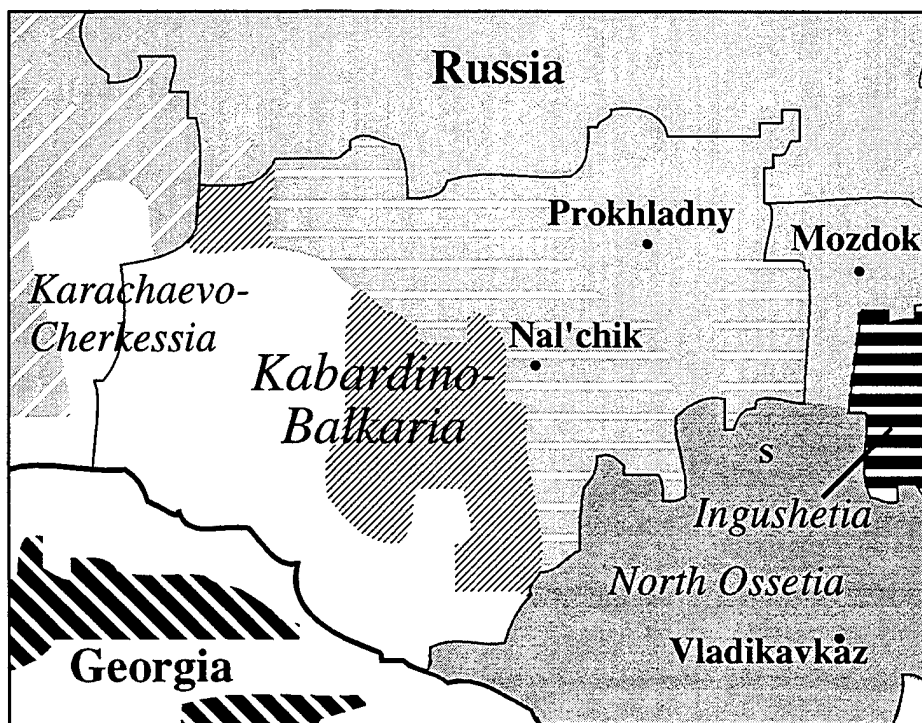 Russia
Prokhladny
Mozdok
Karachaevo-
Cherkessia
Nal'chik
Kabardino-
Balkaria
S
Ingushetia
North Ossetia
Vladikavkaz
Georgia